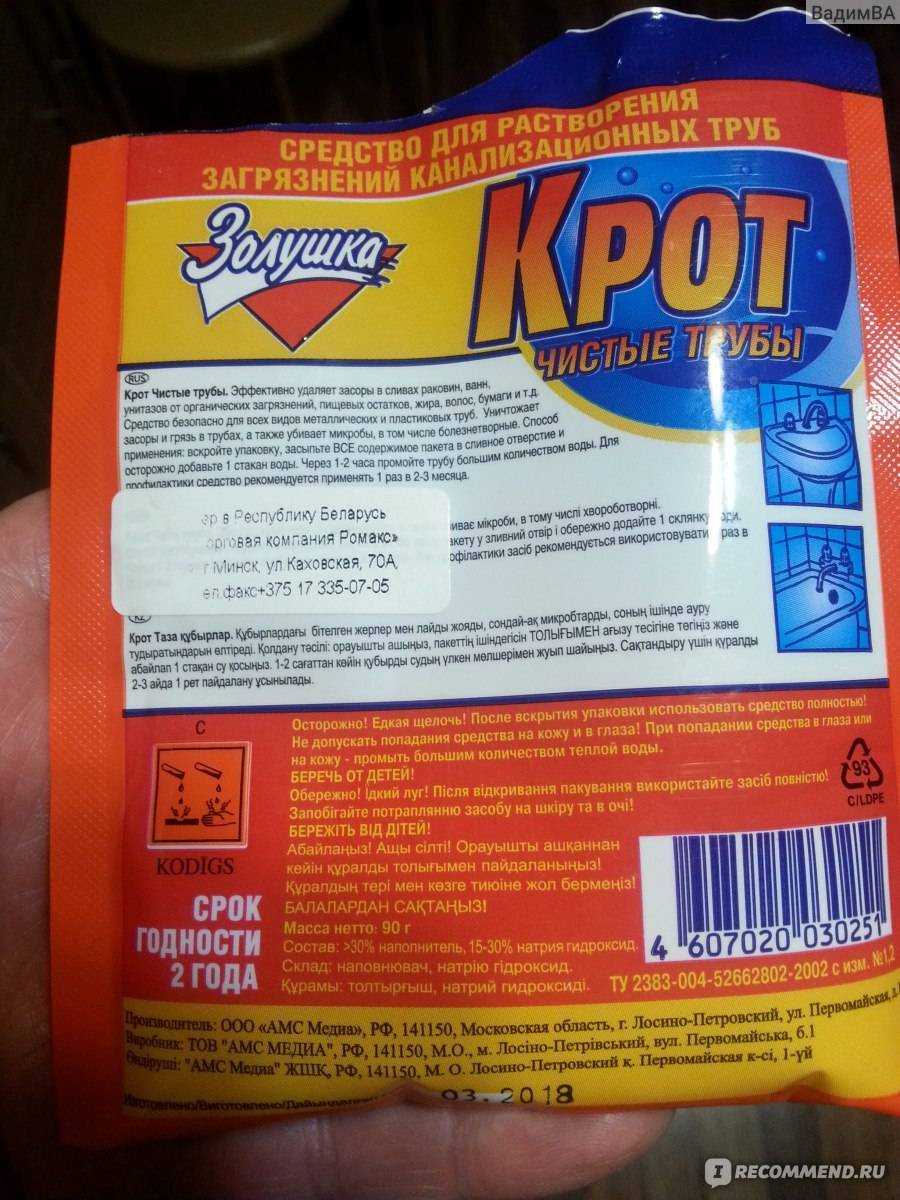 ВадимВА
СРЕДСТВО ДЛЯ РАСТВОРЕНИЯ
ЗАГРЯЗНЕНИЙ КАНАЛИЗАЦИОННЫХ ТРУБ
Золушка
КРОТ
ЧИСТЫЕ ТРУБЫ
RUS
Крот Чистые трубы. Эффективно удаляет засоры в сливах раковин, ванн,
унитазов от органических загрязнений, пищевых остатков, жира, волос, бумаги и т.д.
Средство безопасно для всех видов металлических и пластиковых труб. Уничтожает
засоры и грязь в трубах, а также убивает микробы, в том числе болезнетворные. Способ
применения: вскройте упаковку, засыпьте ВСЕ содержимое пакета в сливное отверстие и
осторожно добавьте 1 стакан воды. Через 1-2 часа промойте трубу большим количеством воды. Для
профилактики средство рекомендуется применять 1 раз в 2-3 месяца.
в Республику Беларусь
компания Ромакс»
г Минск, ул Каховская, 70А,
факс+375 17 335-07-05
мікроби, в тому числі хвороботворні.
у зливний отвір і обережно додайте 1 склянку води.
засіб рекомендується використовувати раз в
KZ
Крот Таза құбырлар. Құбырлардағы бітелген жерлер мен лайды жояды, сондай-ақ микробтарды, соның ішінде ауру
тудыратындарын өлтіреді. Қолдану тәсілі: орауышты ашыңыз, пакеттің ішіндегісін ТОЛЫҒЫМЕН ағызу тесігіне төгіңіз және
абайлап 1 стақан су қосыңыз. 1-2 сағаттан кейін құбырды судың үлкен мөлшерімен жуып шайыңыз. Сақтандыру үшін құралды
2-3 айда 1 рет пайдалану ұсынылады.
Осторожно! Едкая щелочь! После вскрытия упаковки использовать средство полностью!
Не допускать попадания средства на кожу и в глаза! При попадании средства в глаза или
на кожу - промыть большим количеством теплой воды.
БЕРЕЧЬ ОТ ДЕТЕЙ!
Обережно! Їдкий луг! Після відкривання пакування використайте засіб повністю!
Запобігайте потраплянню засобу на шкіру та в очі!
БЕРЕЖІТЬ ВІД ДІТЕЙ!
Абайлаңыз! Ащы сілті! Орауышты ашқаннан
кейін құралды толығымен пайдаланыңыз!
Құралдың тері мен көзге тиюіне жол бермеңіз!
БАЛАЛАРДАН САҚТАҢЫЗ!
C
KODĪGS
93
C/LDPE
СРОК
ГОДНОСТИ
2 ГОДА
Масса нетто: 90 г
Состав: >30% наполнитель, 15-30% натрия гидроксид.
Склад: наповнювач, натрію гідроксид.
Құрамы: толтырғыш, натрий гидроксиді.
4 607020 030251
ТУ 2383-004-52662802-2002 с изм. №1,2
Производитель: ООО «АМС Медиа», РФ, 141150, Московская область, г. Лосино-Петровский, ул. Первомайская,
Виробник: ТОВ "АМС МЕДИА", РФ, 141150, М.О., м. Лосіно-Петрівський, вул. Первомайська, б.1
Өндіруші: "АМС Медиа" ЖШҚ, РФ, 141150, М. О. Лосино-Петровский қ. Первомайская к-сі, 1-үй
Изготовлено/Виготовлено/
03. 2018
IRECOMMEND.RU